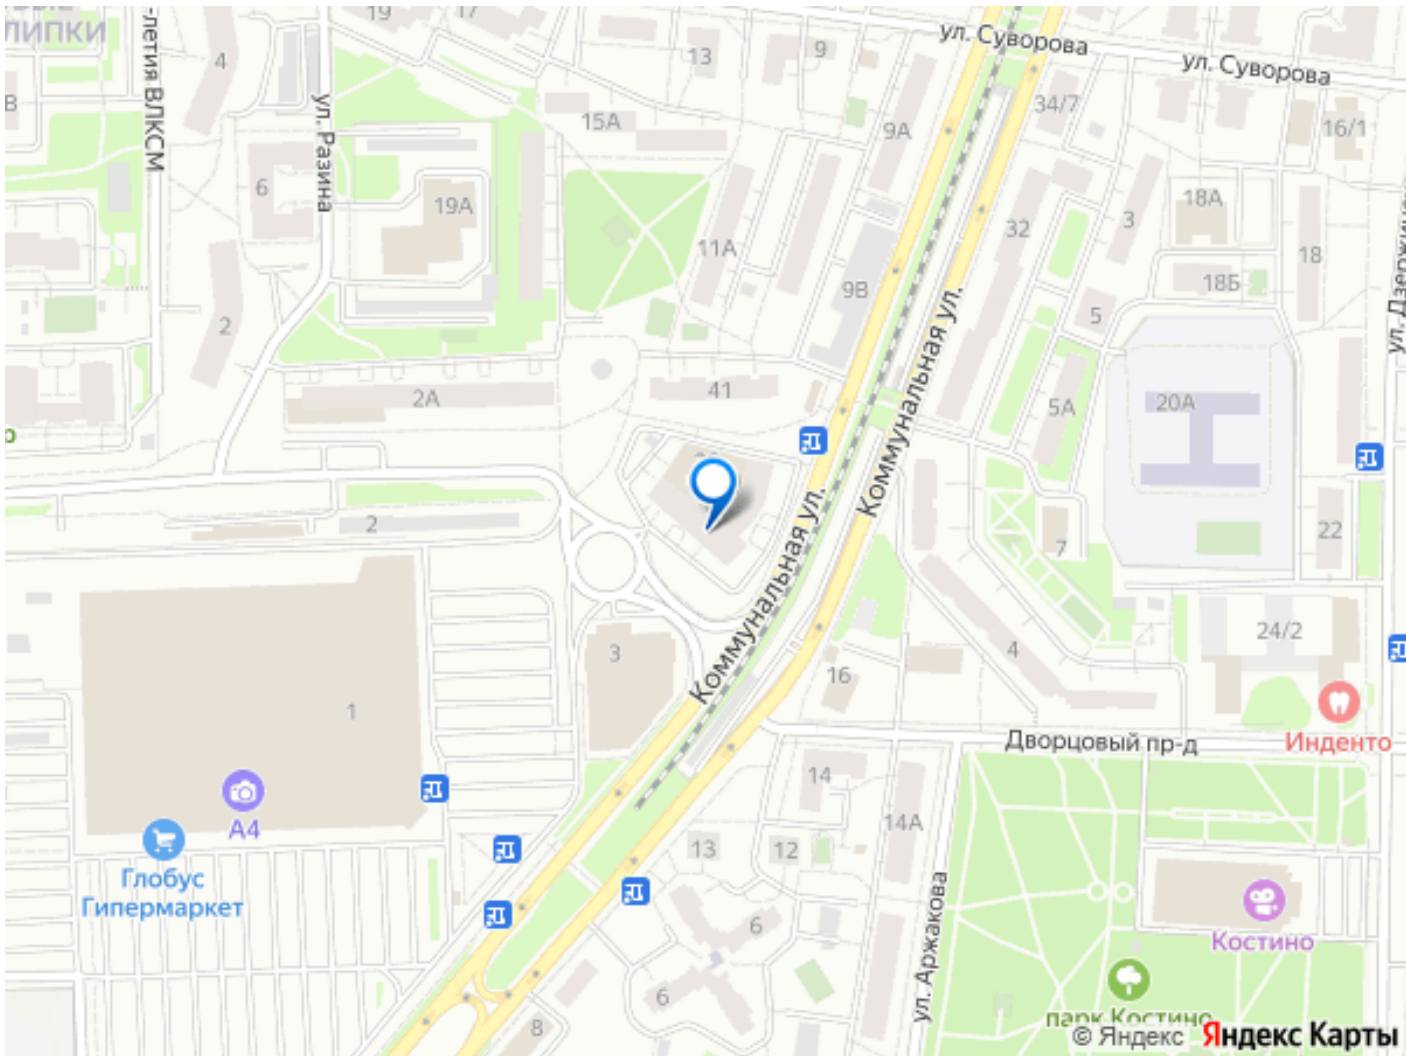 ЛИПКИ
-летия ВЛКСМ
19
17
4
ул. Разина
13
9
ул. Суворова
ул. Суворова
34/7
16/1
15А
9А
6
19А
11А
9В
32
3
18А
18Б
18
5
2
41
2А
5А
20А
Коммунальная ул.
Коммунальная ул.
Коммунальная ул.
2
7
22
3
4
24/2
16
1
Дворцовый пр-д
Инденто
14
14А
А4
13
12
Глобус
Гипермаркет
6
6
8
ул. Аржакова
Костино
парк Костино
© Яндекс Яндекс Карты